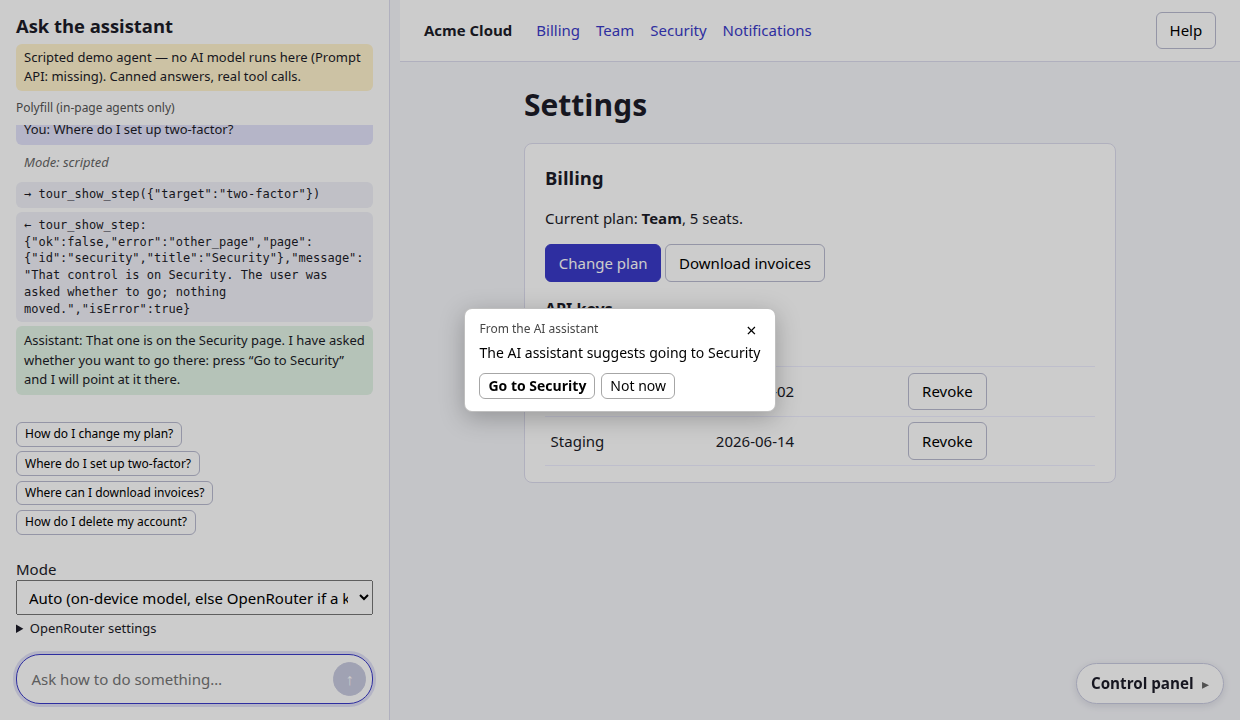 Ask the assistant
Scripted demo agent — no AI model runs here (Prompt
API: missing). Canned answers, real tool calls.
Polyfill (in-page agents only)
You: Where do I set up two-factor?
Mode: scripted
→ tour_show_step({"target":"two-factor"})
← tour_show_step:
{"ok":false,"error":"other_page","page":
{"id":"security","title":"Security"},"message":
"That control is on Security. The user was
asked whether to go; nothing
moved.","isError":true}
Assistant: That one is on the Security page. I have asked
whether you want to go there: press “Go to Security”
and I will point at it there.
How do I change my plan?
Where do I set up two-factor?
Where can I download invoices?
How do I delete my account?
Mode
Auto (on-device model, else OpenRouter if a k
▶ OpenRouter settings
Ask how to do something...
↑
Acme Cloud Billing Team Security Notifications Help
Settings
Billing
Current plan: Team, 5 seats.
Change plan Download invoices
API keys
From the AI assistant ×
The AI assistant suggests going to Security
Go to Security Not now
-02 Revoke
Staging 2026-06-14 Revoke
Control panel ▸